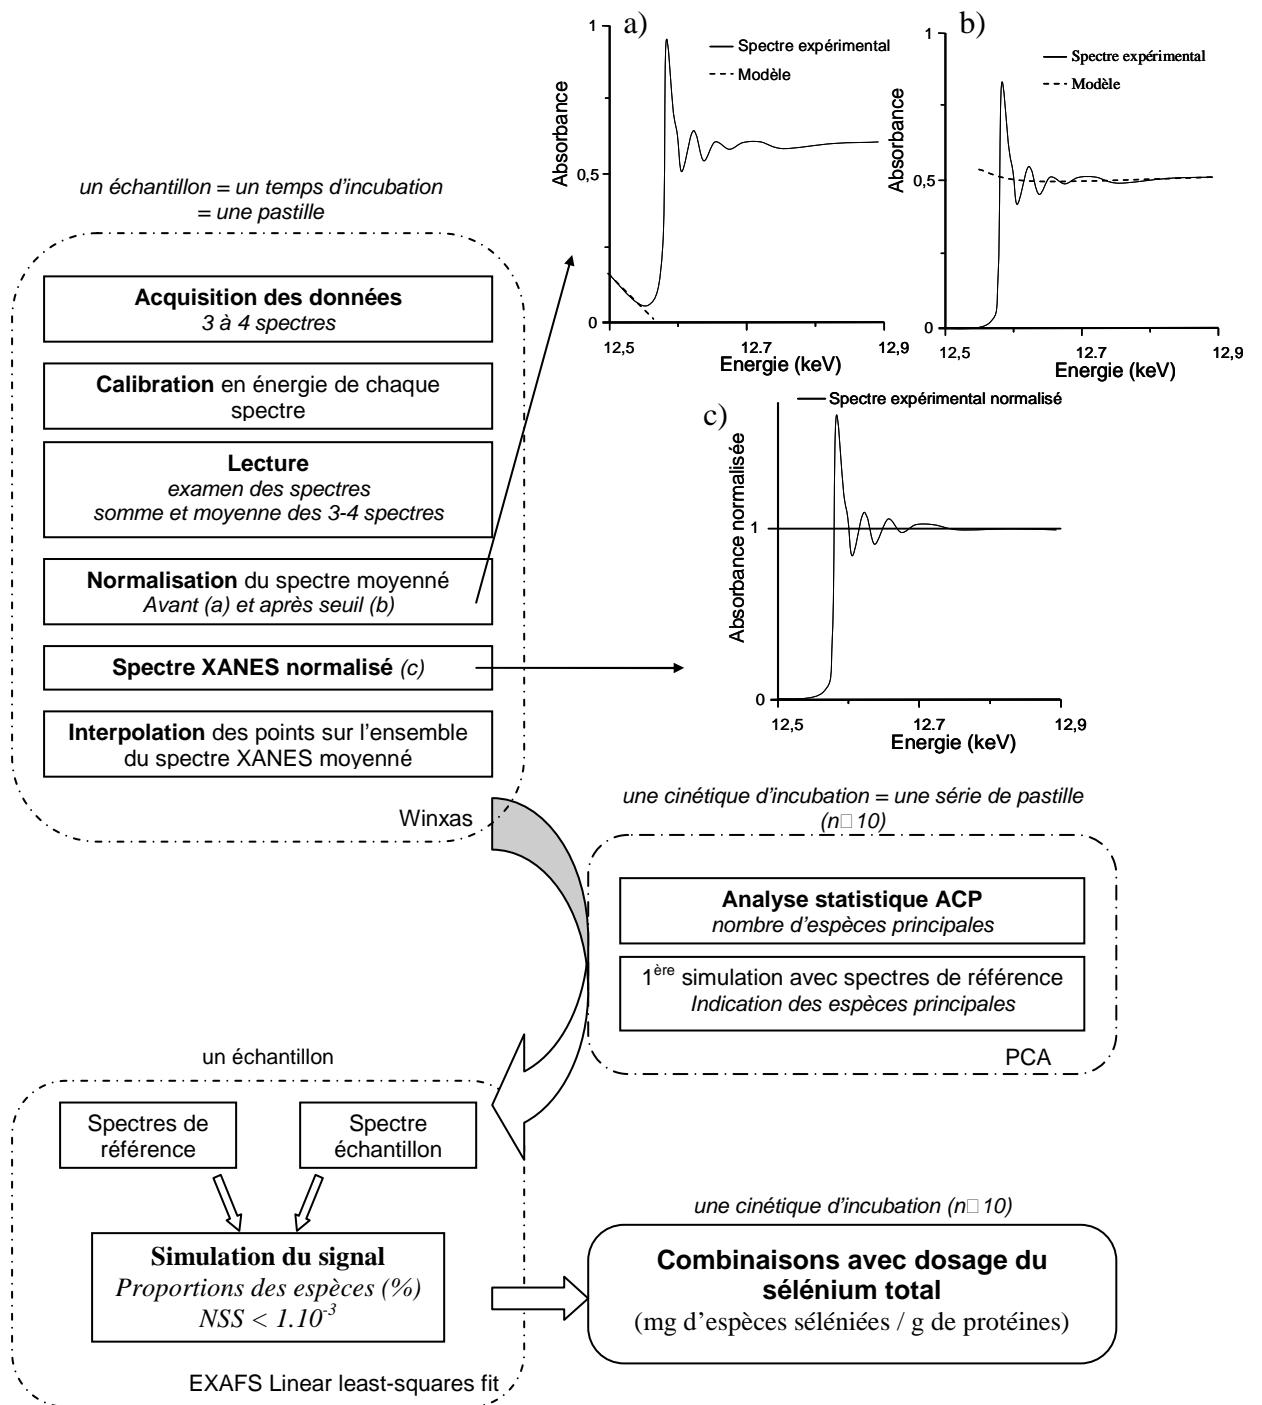 un échantillon = un temps d'incubation
= une pastille
Acquisition des données
3 à 4 spectres
Calibration en énergie de chaque
spectre
Lecture
examen des spectres
somme et moyenne des 3-4 spectres
Normalisation du spectre moyenné
Avant (a) et après seuil (b)
Spectre XANES normalisé (c)
Interpolation des points sur l'ensemble
du spectre XANES moyenné
Winxas
a)
Spectre expérimental
Modèle
Absorbance
1
0,5
0
12,5
12.7
12,9
Energie (keV)
b)
Spectre expérimental
Modèle
Absorbance
1
0,5
0
12,5
12.7
12,9
Energie (keV)
c)
Spectre expérimental normalisé
Absorbance normalisée
1
0
12,5
12.7
12,9
Energie (keV)
une cinétique d'incubation = une série de pastille
(n□ 10)
Analyse statistique ACP
nombre d'espèces principales
1ère simulation avec spectres de référence
Indication des espèces principales
PCA
un échantillon
Spectres de
référence
Spectre
échantillon
Simulation du signal
Proportions des espèces (%)
NSS < 1.10-3
EXAFS Linear least-squares fit
une cinétique d'incubation (n□ 10)
Combinaisons avec dosage du
sélénium total
(mg d'espèces séléniées / g de protéines)